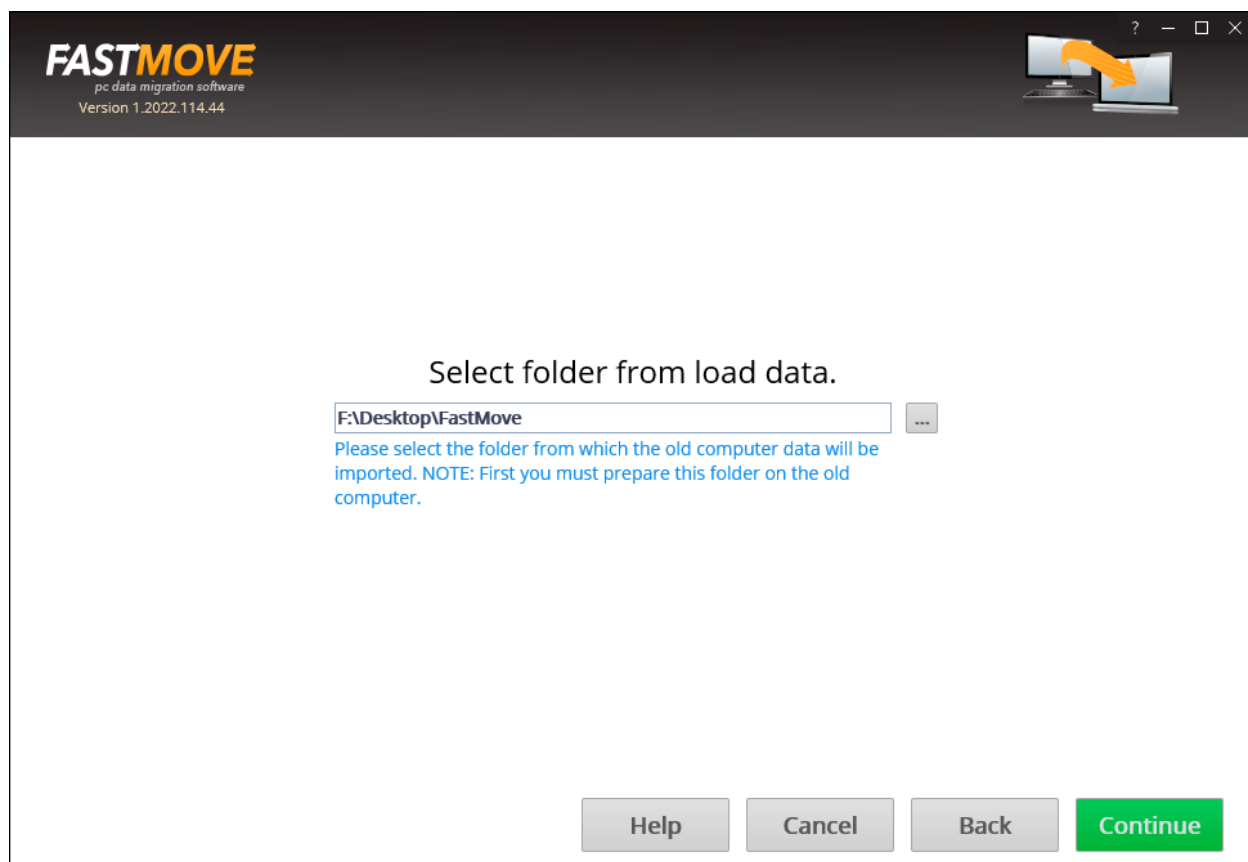 FASTMOVE
pc data migration software
Version 1.2022.114.44
?
Select folder from load data.
F:\Desktop\FastMove
...
Please select the folder from which the old computer data will be
imported. NOTE: First you must prepare this folder on the old
computer.
Help Cancel Back Continue